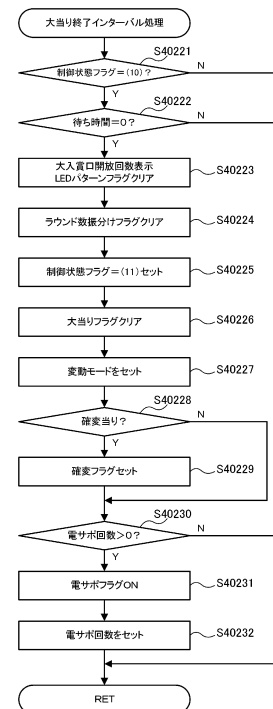 大当り終了インターバル処理
S40221
制御状態フラグ=(10)?
N
Y
S40222
待ち時間=0?
N
Y
大入賞口開放回数表示
LEDパターンフラグクリア
S40223
ラウンド数振分けフラグクリア
S40224
制御状態フラグ=(11)セット
S40225
大当りフラグクリア
S40226
変動モードをセット
S40227
S40228
確変当り?
N
Y
確変フラグセット
S40229
S40230
電サポ回数>0?
N
Y
電サポフラグON
S40231
電サポ回数をセット
S40232
RET